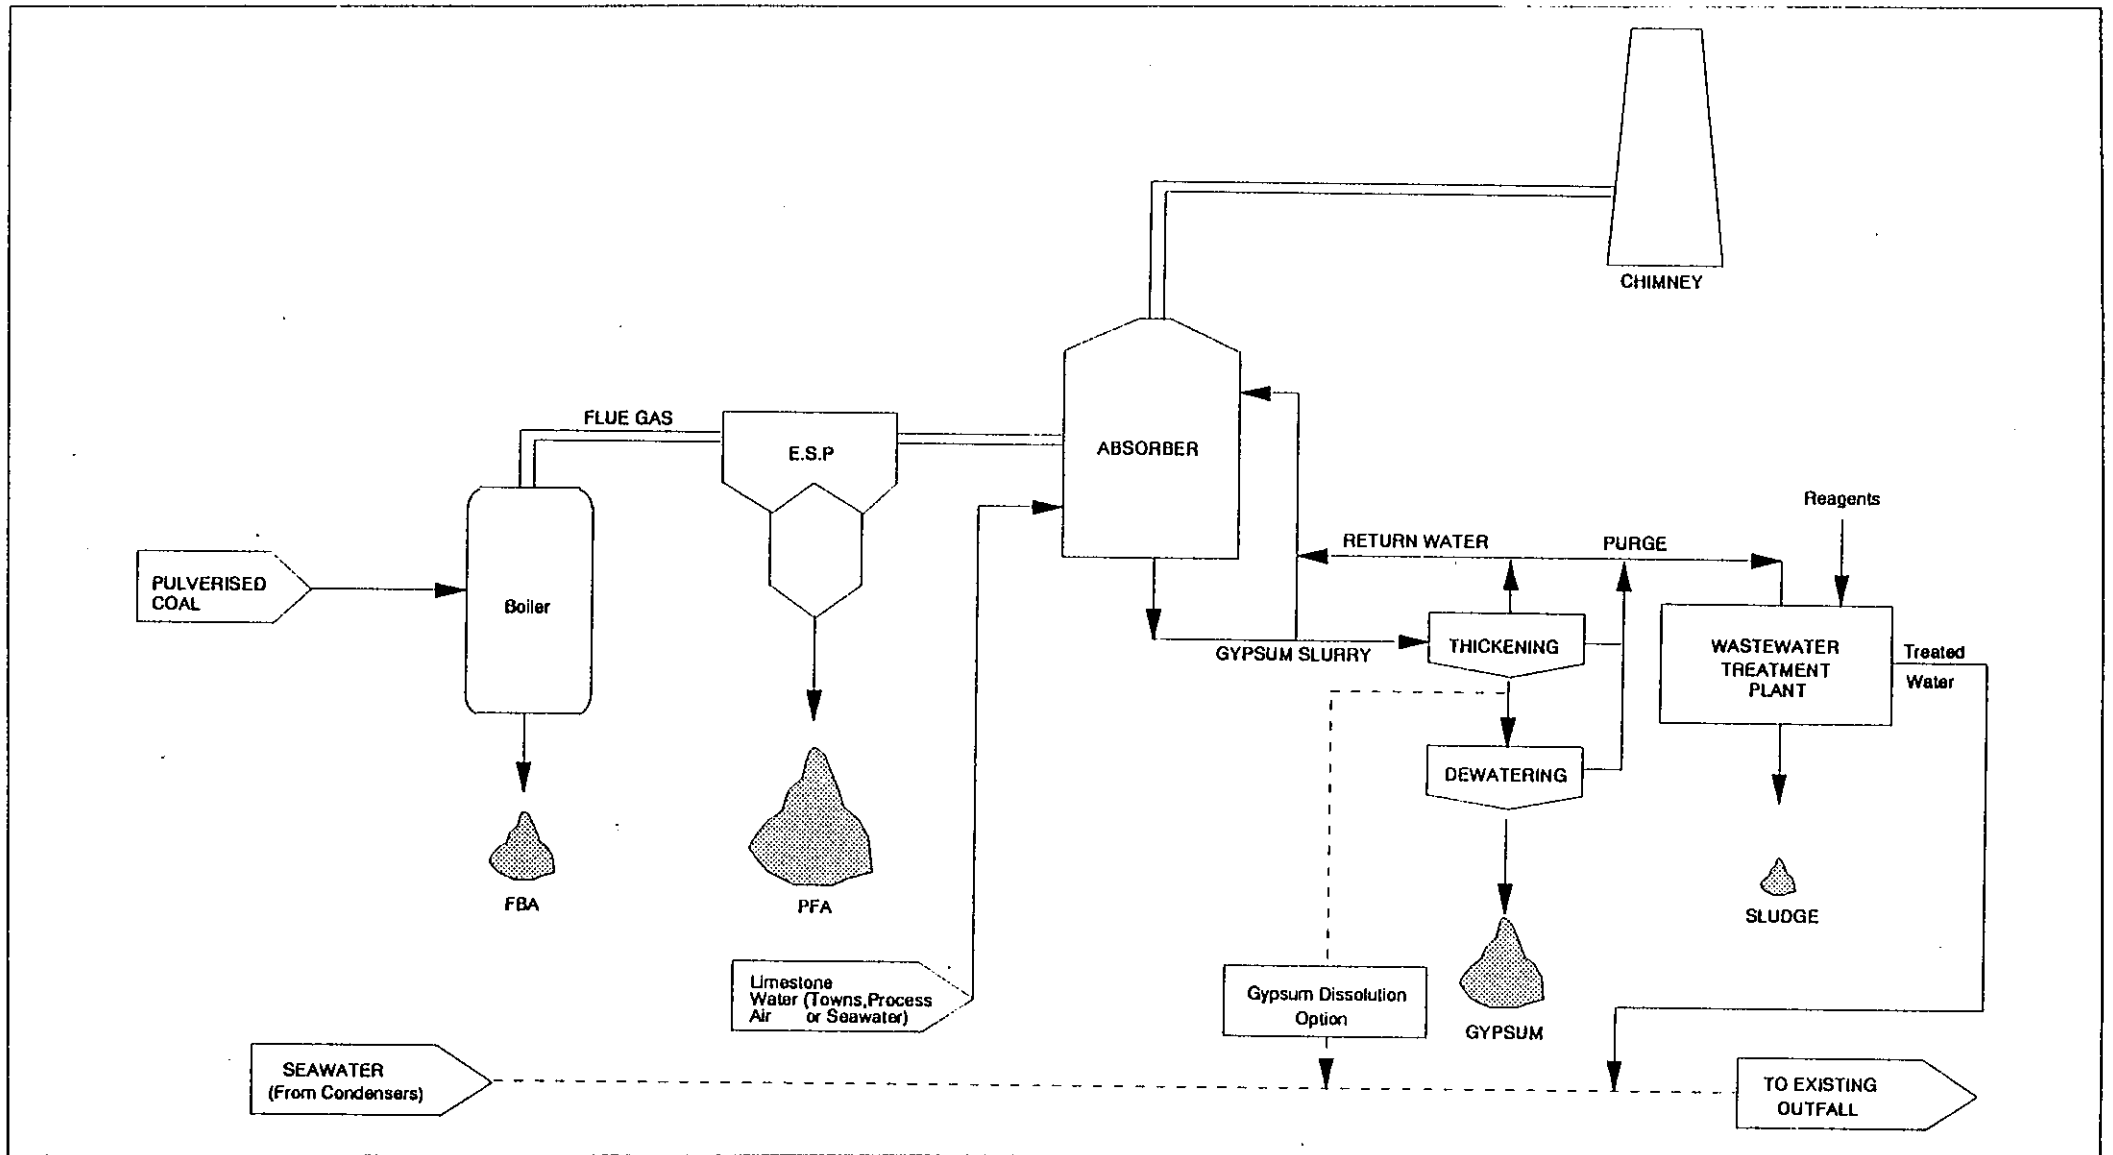 CHIMNEY
FLUE GAS
E.S.P
ABSORBER
Reagents
RETURN WATER
PURGE
PULVERISED
COAL
Boiler
GYPSUM SLURRY
THICKENING
WASTEWATER
TREATMENT
PLANT
Treated
Water
DEWATERING
FBA
PFA
SLUDGE
Limestone
Water (Towns,Process
Air or Seawater)
Gypsum Dissolution
Option
GYPSUM
SEAWATER
(From Condensers)
TO EXISTING
OUTFALL